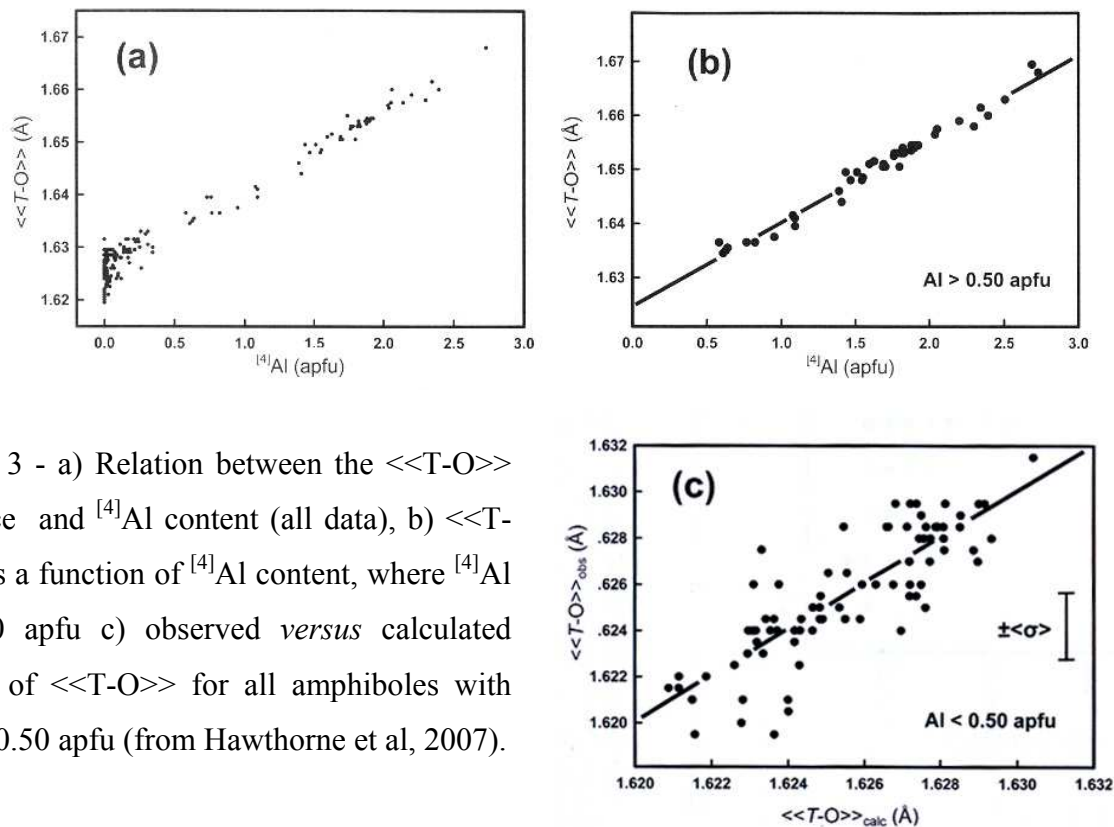 (a)
1.67
1.66
1.65
1.64
1.63
1.62
<<T-O>> (Å)
0.0 0.5 1.0 1.5 2.0 2.5 3.0
[4]Al (apfu)
(b)
1.67
1.66
1.65
1.64
1.63
<<T-O>> (Å)
Al > 0.50 apfu
0.0 0.5 1.0 1.5 2.0 2.5 3.0
[4]Al (apfu)
3 - a) Relation between the <<T-O>>
ce and [4]Al content (all data), b) <<T-
s a function of [4]Al content, where [4]Al
0 apfu c) observed versus calculated
of <<T-O>> for all amphiboles with
0.50 apfu (from Hawthorne et al, 2007).
(c)
1.632
1.630
.628
.626
.624
1.622
1.620
<<T-O>>obs (Å)
±<σ>
Al < 0.50 apfu
1.620 1.622 1.624 1.626 1.628 1.630 1.632
<<T-O>>calc (Å)